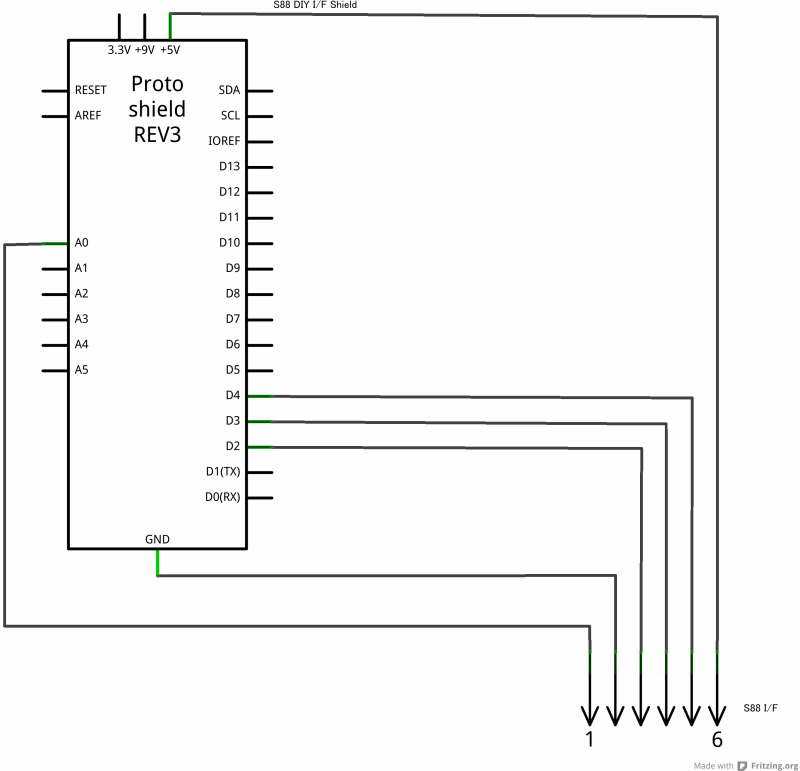 S88 DIY I/F Shield
3.3V +9V +5V
Proto
shield
REV3
RESET
AREF
A0
A1
A2
A3
A4
A5
SDA
SCL
IOREF
D13
D12
D11
D10
D9
D8
D7
D6
D5
D4
D3
D2
D1(TX)
D0(RX)
GND
S88 I/F
1
6
Made with Fritzing.org